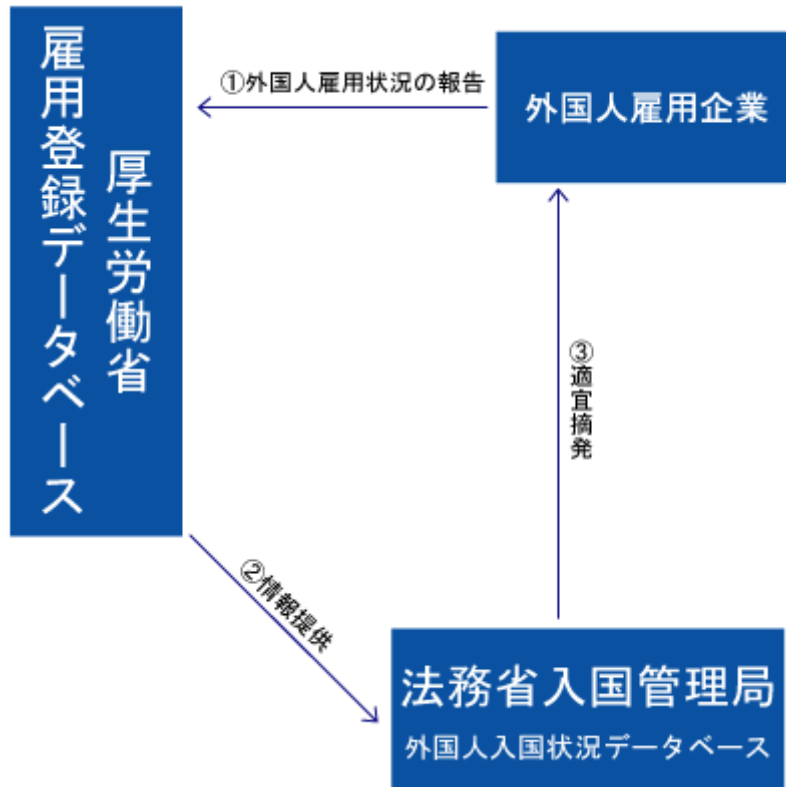 厚生労働省
雇用登録データベース
①外国人雇用状況の報告
外国人雇用企業
②情報提供
③適宜摘発
法務省入国管理局
外国人入国状況データベース